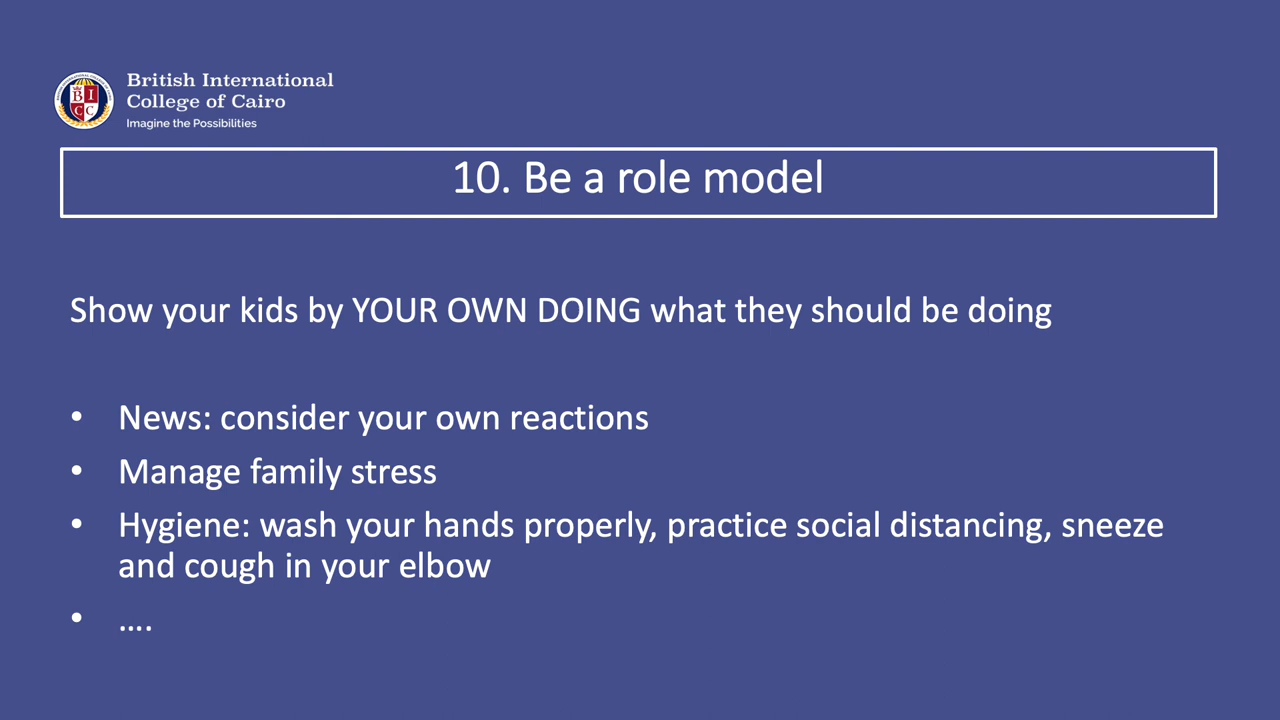 British International
College of Cairo
Imagine the Possibilities
BI
CC
10. Be a role model
Show your kids by YOUR OWN DOING what they should be doing
• News: consider your own reactions
• Manage family stress
• Hygiene: wash your hands properly, practice social distancing, sneeze
and cough in your elbow
• ....